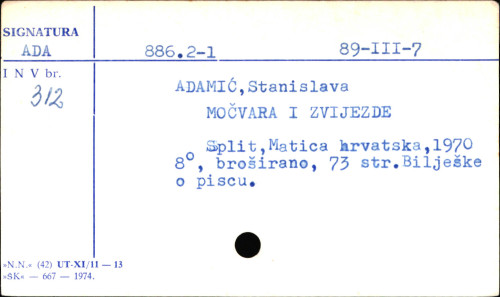 SIGNATURA
ADA 886.2-1 89-III-7
I N V br.
312
ADAMIĆ,Stanislava
MOČVARA I ZVIJEZDE
Split,Matica hrvatska,1970
8°, broširano, 73 str.Bilješke
o piscu.
»N.N.« (42) UT-XI/11 — 13
»SK« — 667 — 1974.